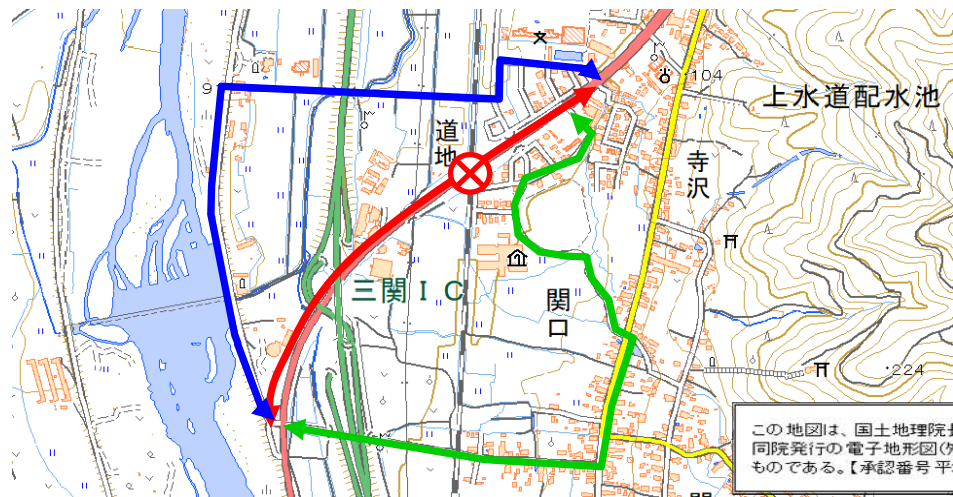 104
上水道配水池
9
道地
寺沢
三関ＩＣ
関口
224
この地図は、国土地理院
同院発行の電子地形図(
ものである。【承認番号 平